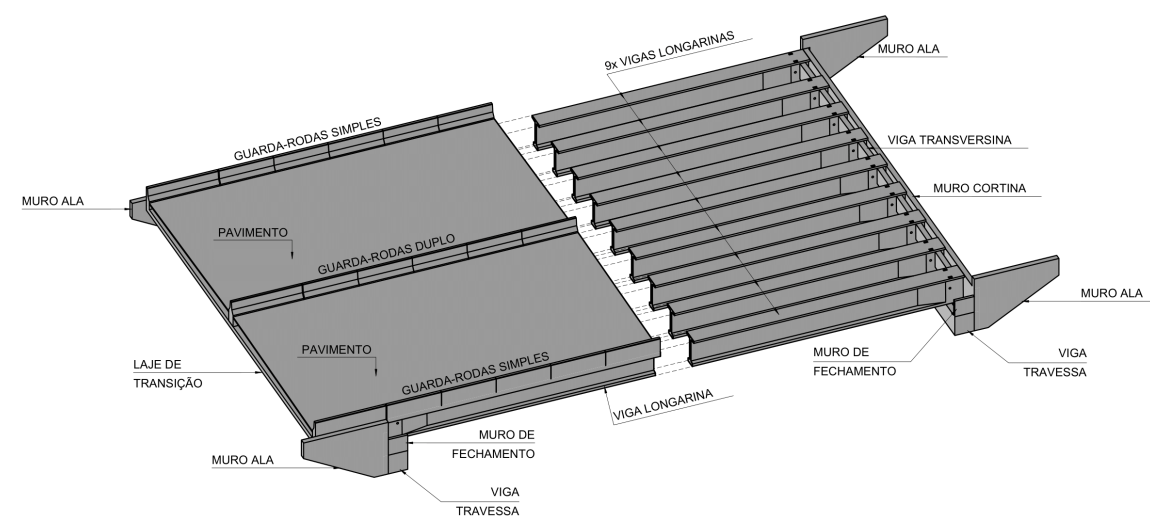 9x VIGAS LONGARINAS
MURO ALA
GUARDA-RODAS SIMPLES
VIGA TRANSVERSINA
MURO CORTINA
MURO ALA
PAVIMENTO
GUARDA-RODAS DUPLO
MURO ALA
PAVIMENTO
MURO DE
FECHAMENTO
VIGA
TRAVESSA
LAJE DE
TRANSIÇÃO
GUARDA-RODAS SIMPLES
VIGA LONGARINA
MURO DE
FECHAMENTO
MURO ALA
VIGA
TRAVESSA